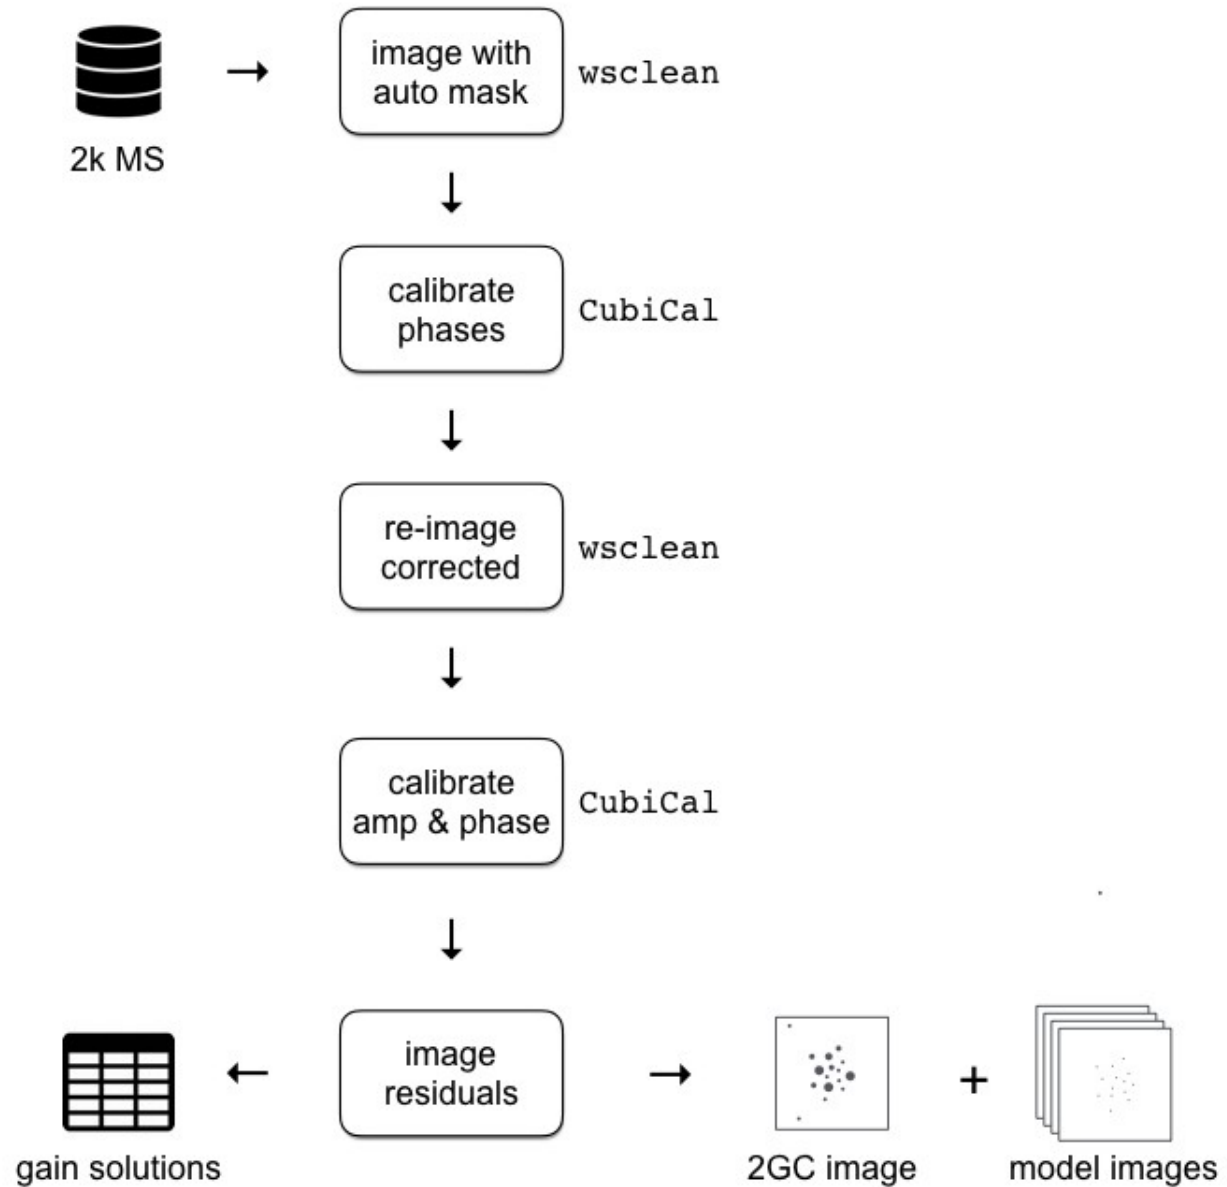 image with
auto mask
wsclean
2k MS
calibrate
phases
CubiCal
re-image
corrected
wsclean
calibrate
amp & phase
CubiCal
image
residuals
+
gain solutions
2GC image
model images